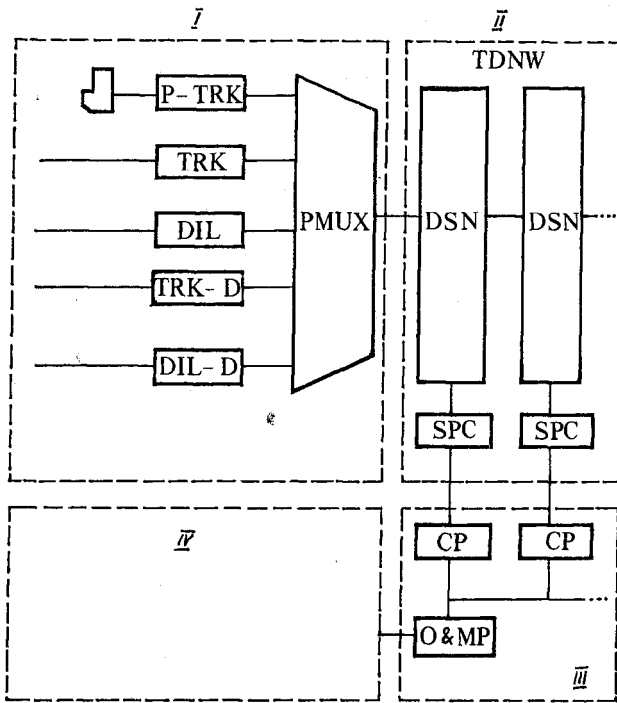 I
II
TDNW
P-TRK
TRK
DIL
TRK-D
DIL-D
PMUX
DSN
DSN
SPC
SPC
IV
CP
CP
O&MP
III